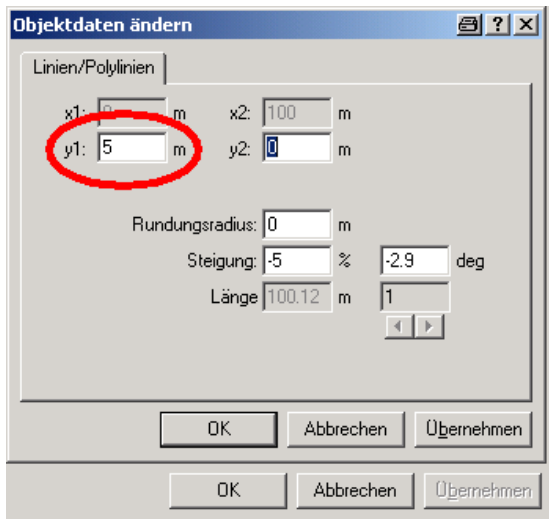 Objektdaten ändern
Linien/Polylinien
x1: 0 m x2: 100 m
y1: 5 m y2: 0 m
Rundungsradius: 0 m
Steigung: -5 % -2.9 deg
Länge 100.12 m 1
OK Abbrechen Übernehmen
OK Abbrechen Übernehmen